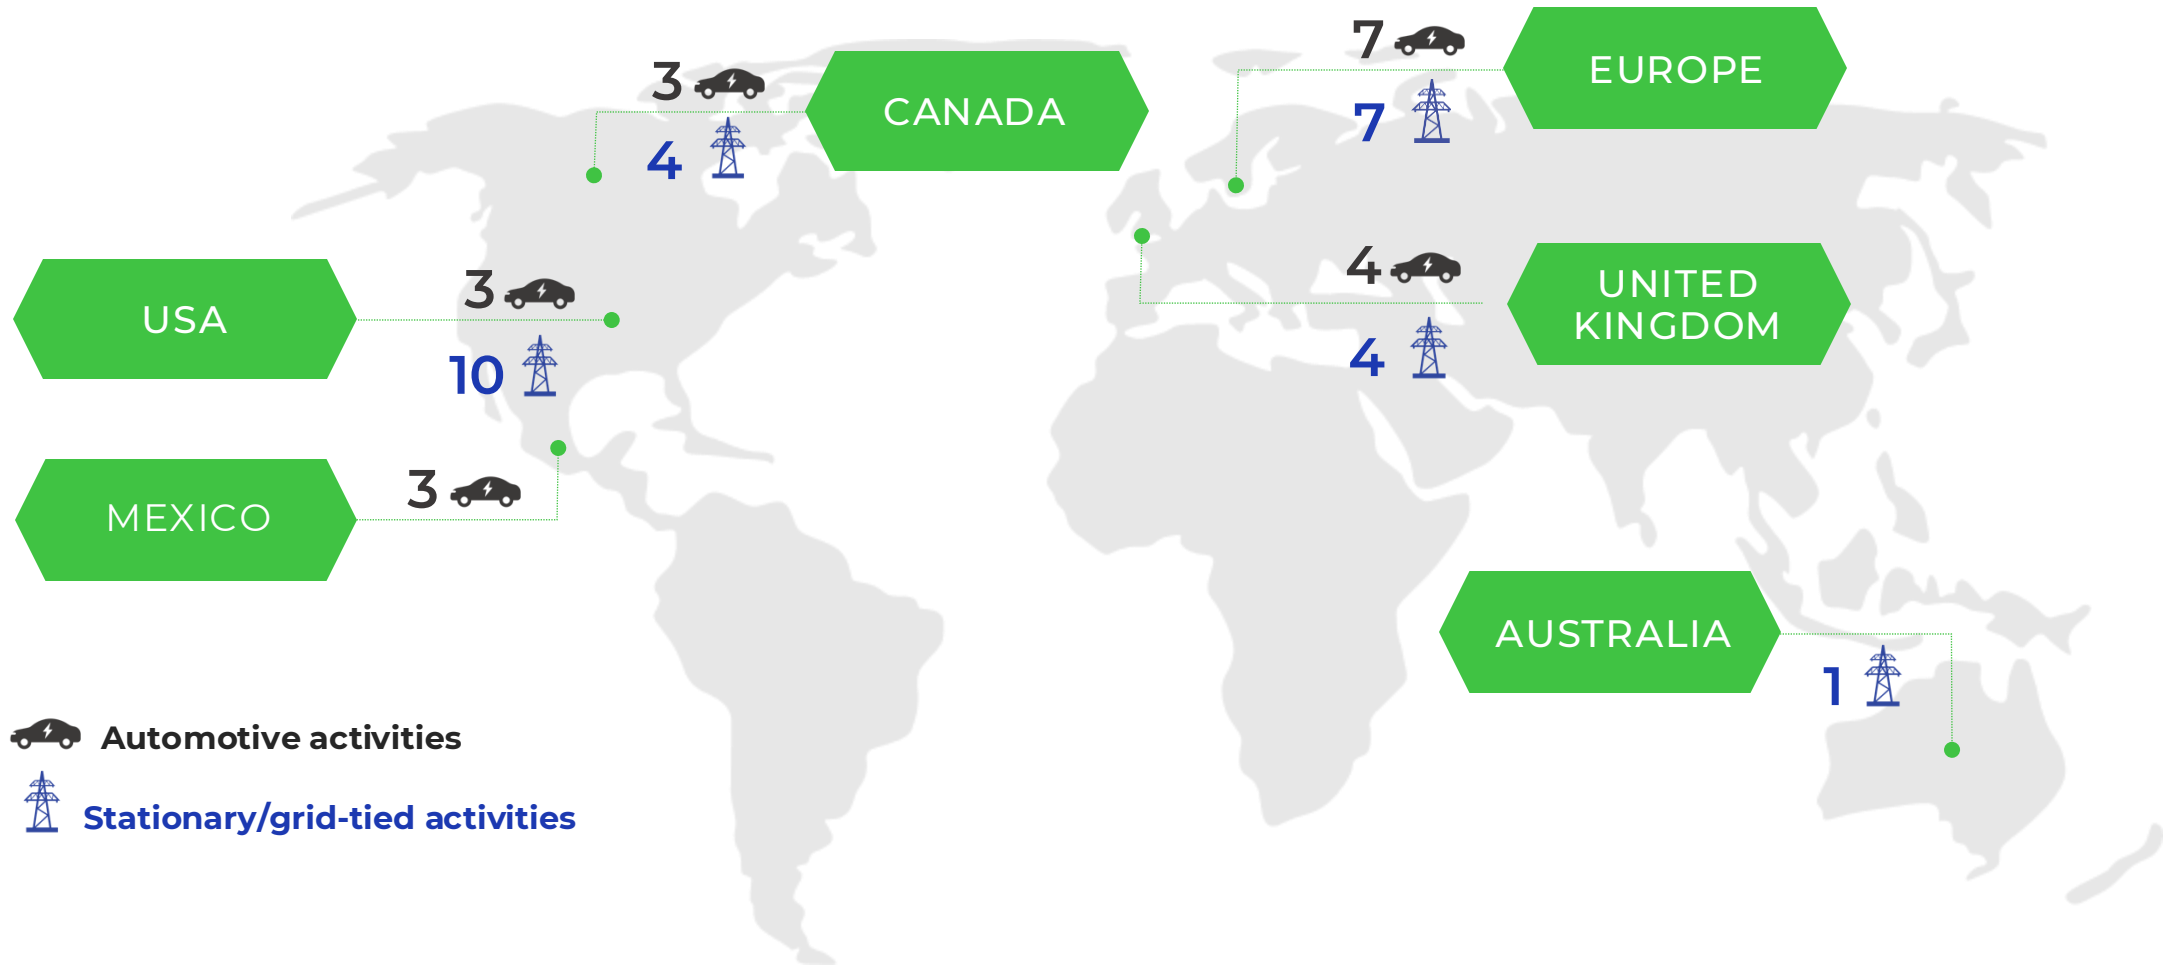 7
EUROPE
7
3
CANADA
4
USA
3
10
4
UNITED
KINGDOM
4
MEXICO
3
AUSTRALIA
1
Automotive activities
Stationary/grid-tied activities